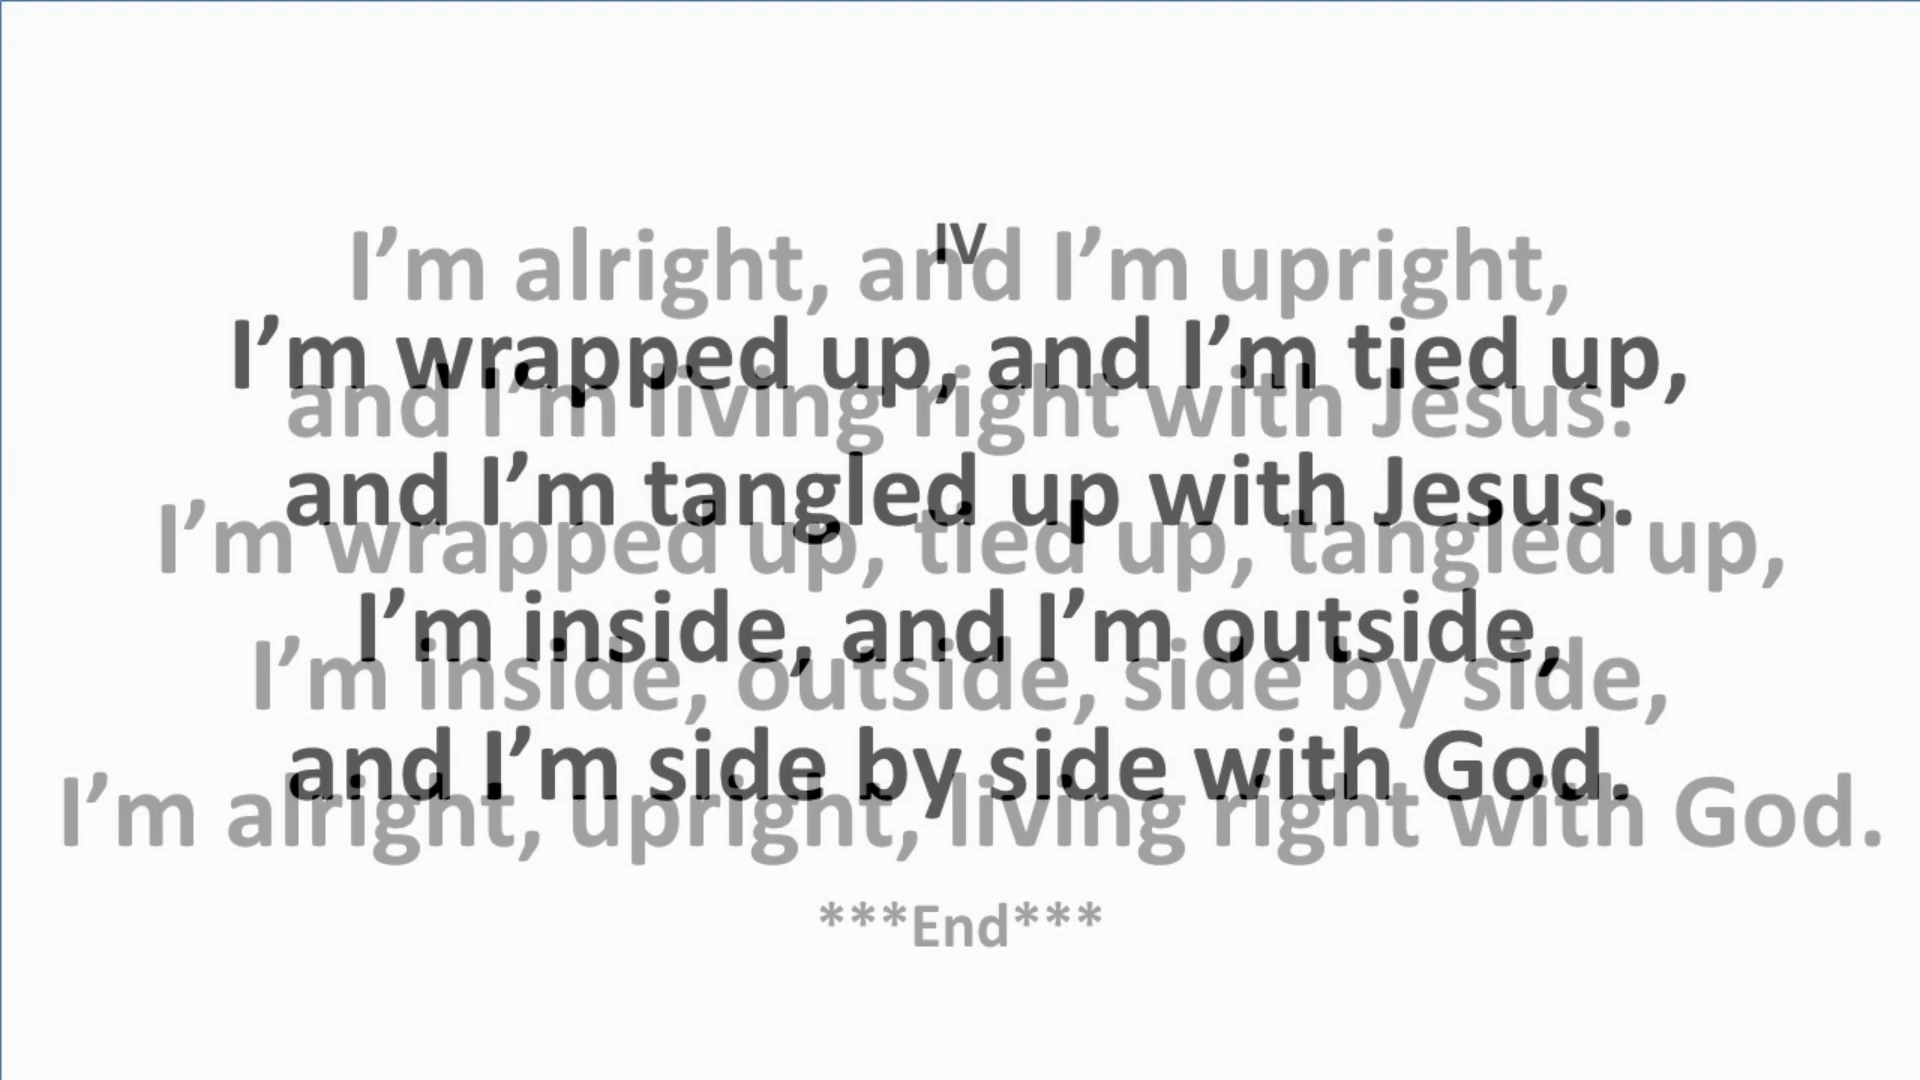 IV
I’m alright, and I’m upright,
I’m wrapped up, and I’m tied up,
and I’m living right with Jesus.
and I’m tangled up with Jesus.
I’m wrapped up, tied up, tangled up,
I’m inside, and I’m outside,
I’m inside, outside, side by side,
and I’m side by side with God.
I’m alright, upright, living right with God.
***End***